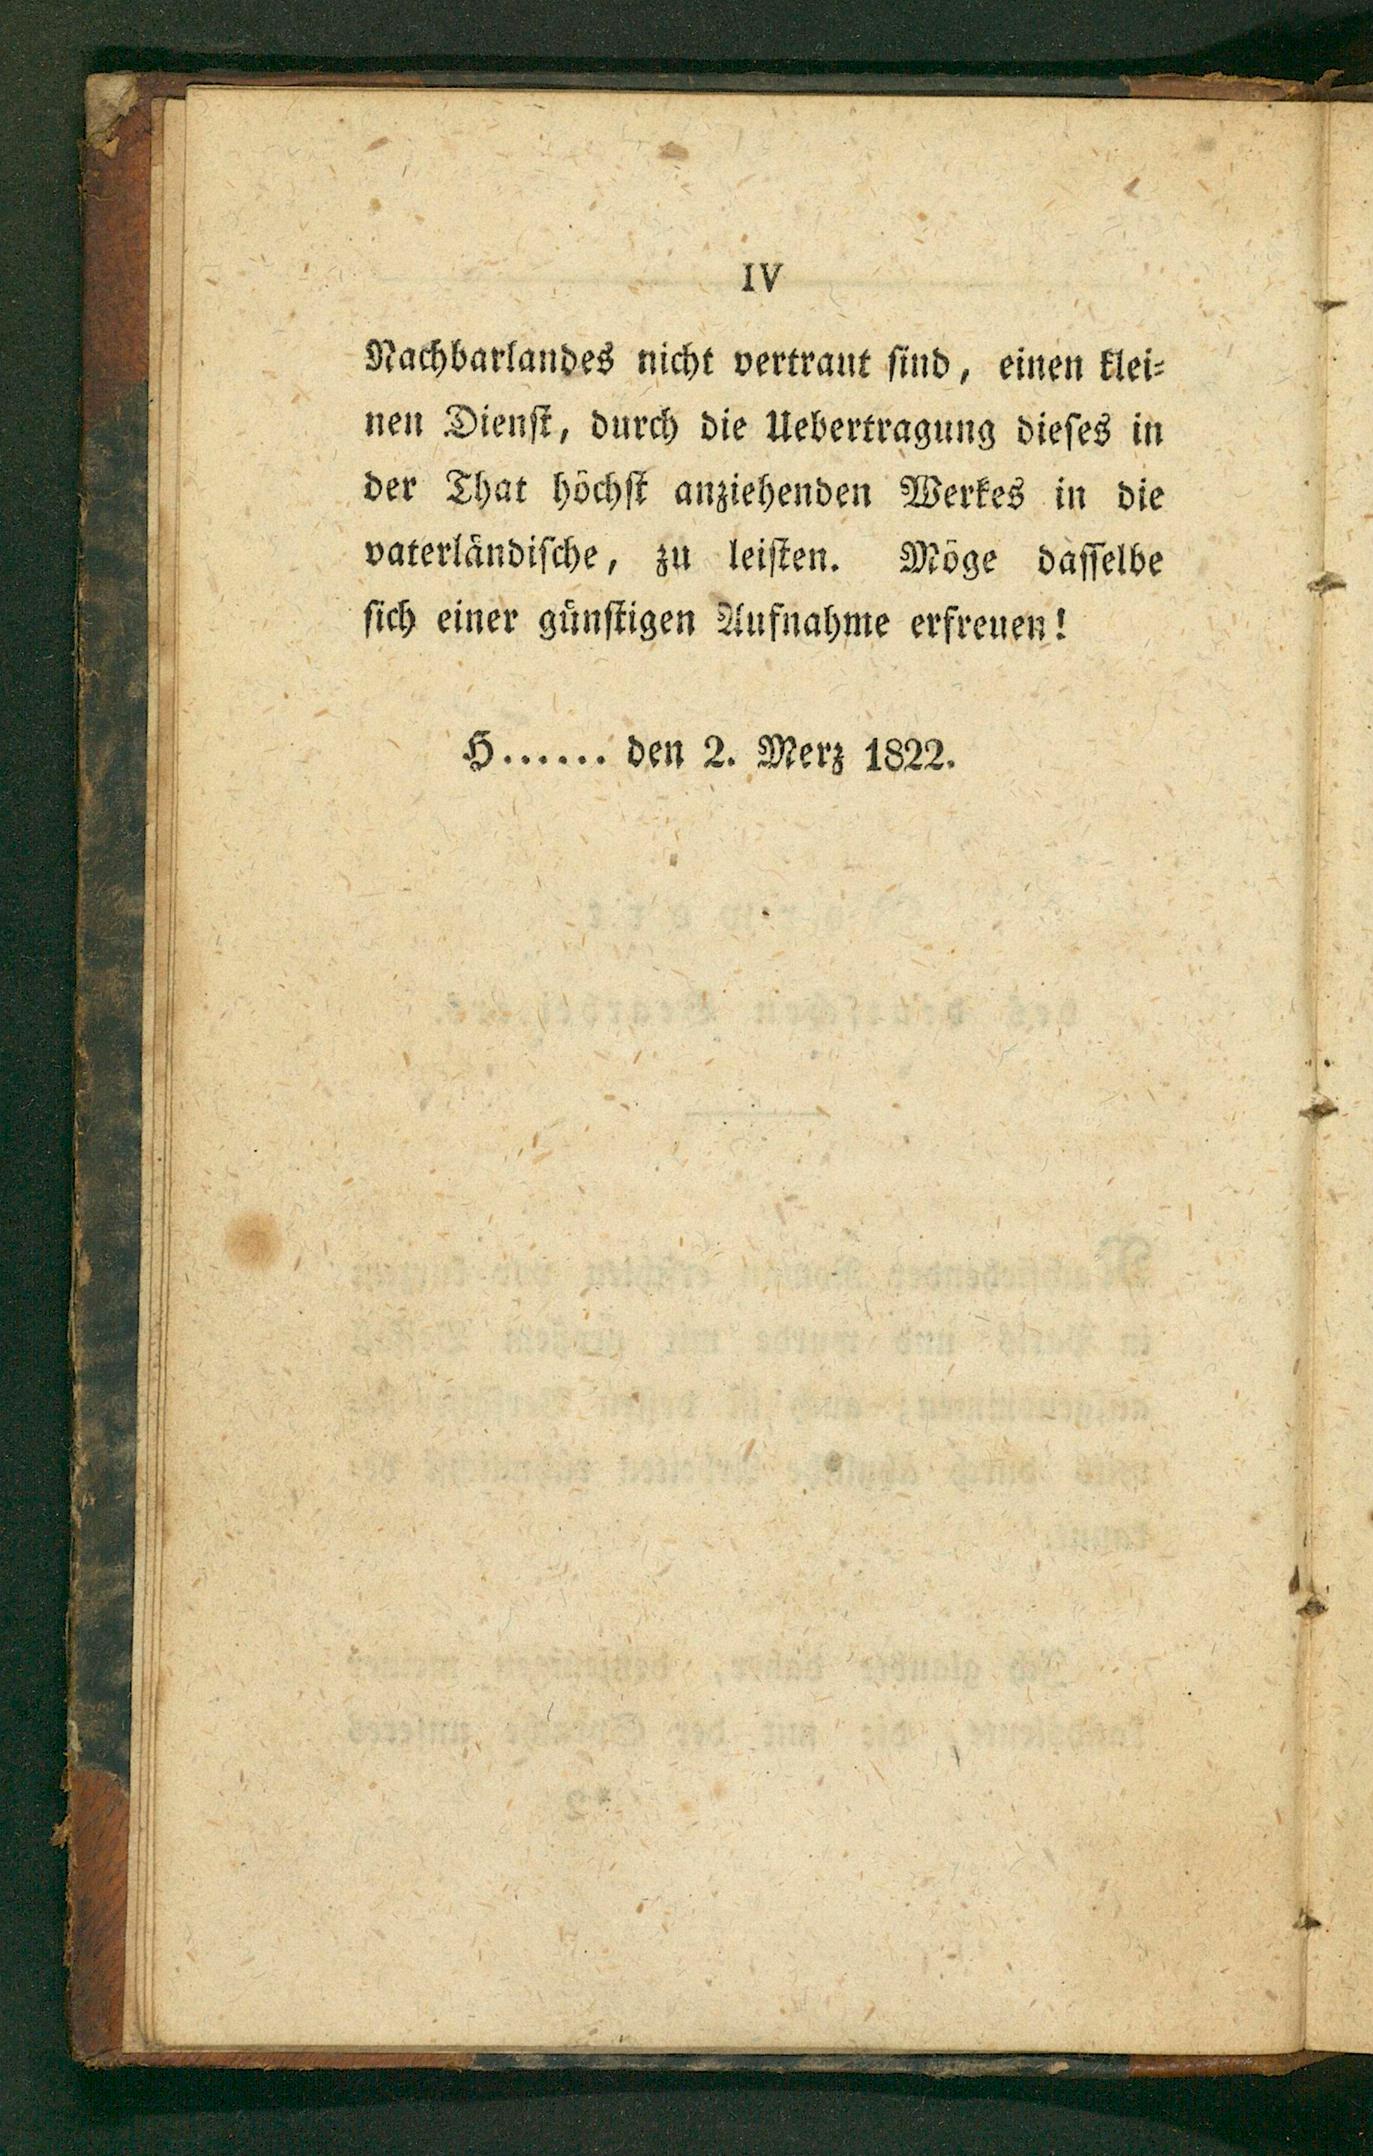 IV
Nachbarlandes nicht vertraut sind, einen klei-
nen Dienst, durch die Uebertragung dieses in
der That höchst anziehenden Werkes in die
vaterländische, zu leisten. Möge dasselbe
sich einer günstigen Aufnahme erfreuen!
H...... den 2. Merz 1822.